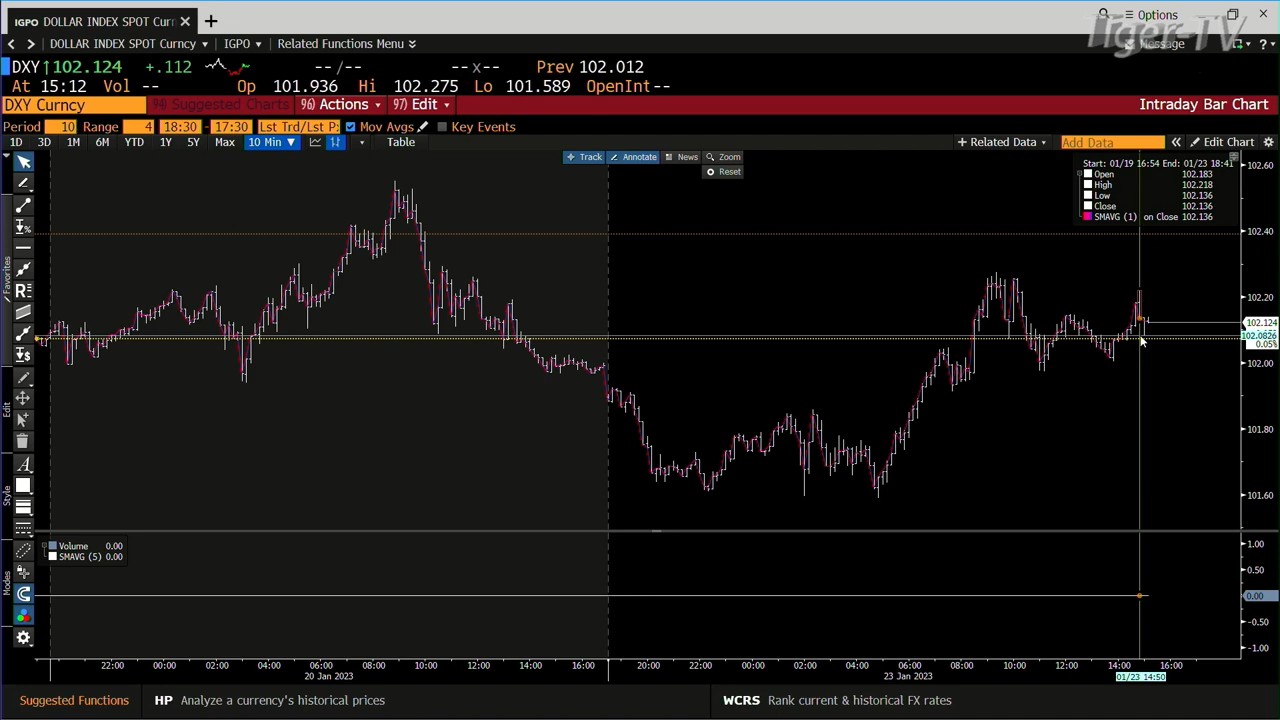 IGPO DOLLAR INDEX SPOT Curr × +
Options
Tiger-TV
DOLLAR INDEX SPOT Curncy IGPO Related Functions Menu Message ?
DXY ↑102.124 +.112 --/-- --x-- Prev 102.012
At 15:12 Vol -- Op 101.936 Hi 102.275 Lo 101.589 OpenInt--
DXY Curncy 94) Suggested Charts 96) Actions 97) Edit Intraday Bar Chart
Period 10 Range 4 18:30 - 17:30 Lst Trd/Lst P Mov Avgs Key Events
1D 3D 1M 6M YTD 1Y 5Y Max 10 Min ▼ Table + Related Data Add Data « Edit Chart
Track Annotate News Zoom
Reset
Start: 01/19 16:54 End: 01/23 18:41
Open 102.183
High 102.218
Low 102.136
Close 102.136
SMAVG (1) on Close 102.136
102.60
102.40
102.20
102.124
102.0826
0.05%
102.00
101.80
101.60
Favorites
Edit
Style
Modes
Volume 0.00
SMAVG (5) 0.00
1.00
0.50
0.00
-0.50
-1.00
22:00 00:00 02:00 04:00 06:00 08:00 10:00 12:00 14:00 16:00 20:00 22:00 00:00 02:00 04:00 06:00 08:00 10:00 12:00 14:00 16:00
20 Jan 2023 23 Jan 2023 01/23 14:50
Suggested Functions HP Analyze a currency's historical prices WCRS Rank current & historical FX rates